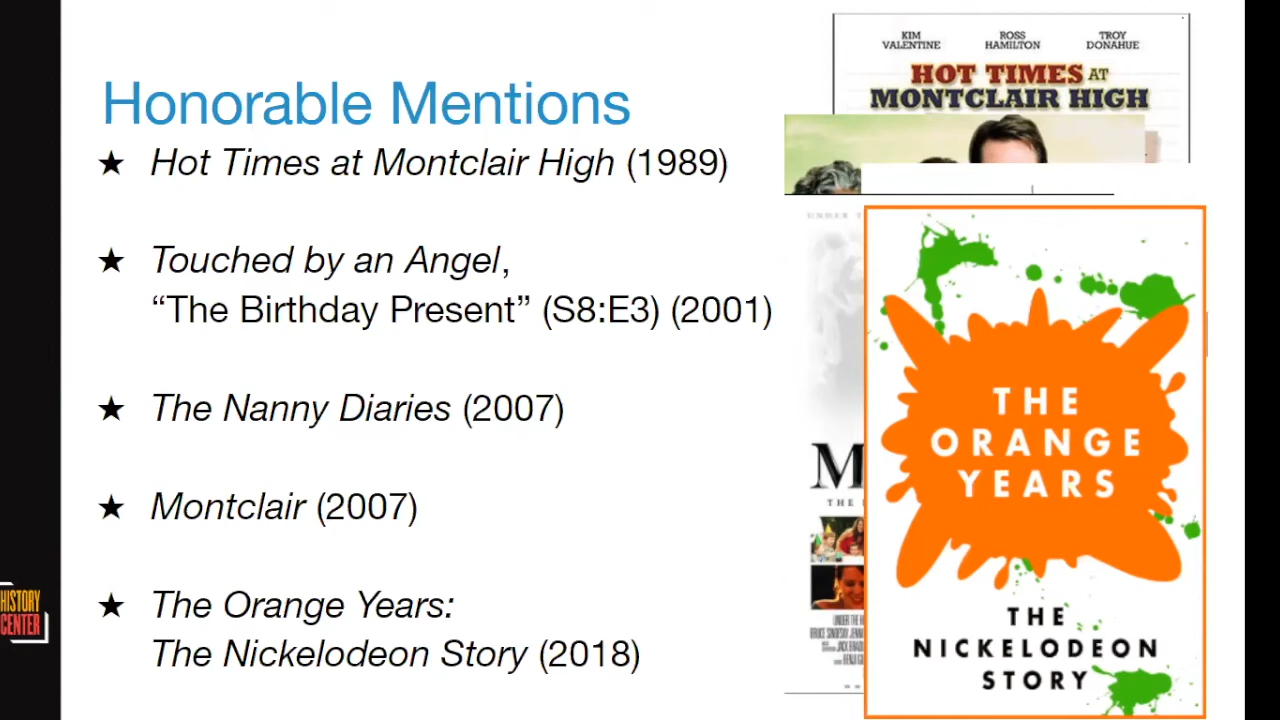 Honorable Mentions
★ Hot Times at Montclair High (1989)
★ Touched by an Angel,
“The Birthday Present” (S8:E3) (2001)
★ The Nanny Diaries (2007)
★ Montclair (2007)
★ The Orange Years:
The Nickelodeon Story (2018)
KIM VALENTINE
ROSS HAMILTON
TROY DONAHUE
HOT TIMES AT
MONTCLAIR HIGH
M
THE
THE
ORANGE
YEARS
THE
NICKELODEON
STORY
HISTORY
CENTER